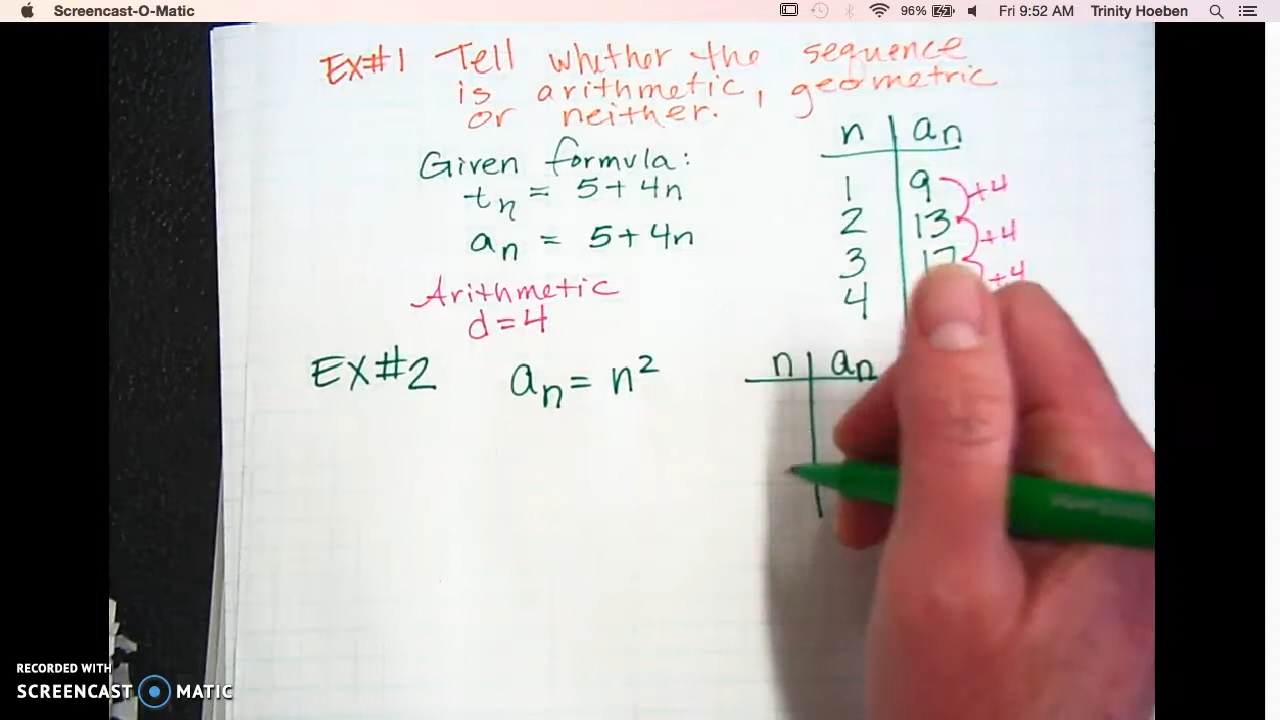 Screencast-O-Matic 96% Fri 9:52 AM Trinity Hoeben
EX#1 Tell whether the sequence
is arithmetic, geometric
or neither.
Given formula:
tn = 5+4n
an = 5+4n
Arithmetic
d=4
n an
1 9 +4
2 13 +4
3 17 +4
4
EX#2 an = n²
n an
RECORDED WITH
SCREENCAST MATIC